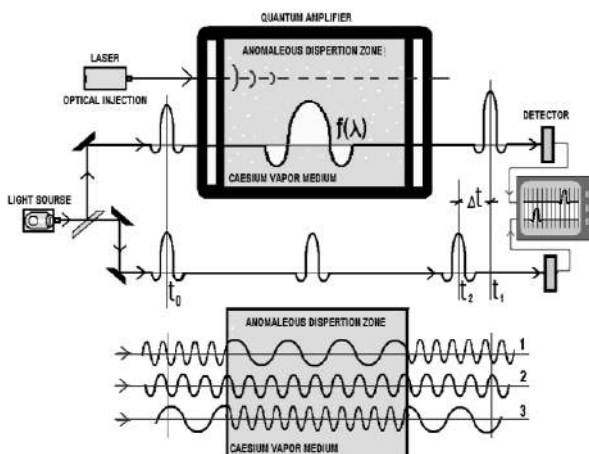 QUANTUM AMPLIFIER
ANOMALEOUS DISPERTION ZONE
LASER
OPTICAL INJECTION
f(λ)
DETECTOR
CAESIUM VAPOR MEDIUM
LIGHT SOURSE
Δt
t₀
t₂
t₁
ANOMALEOUS DISPERTION ZONE
1
2
3
CAESIUM VAPOR MEDIUM